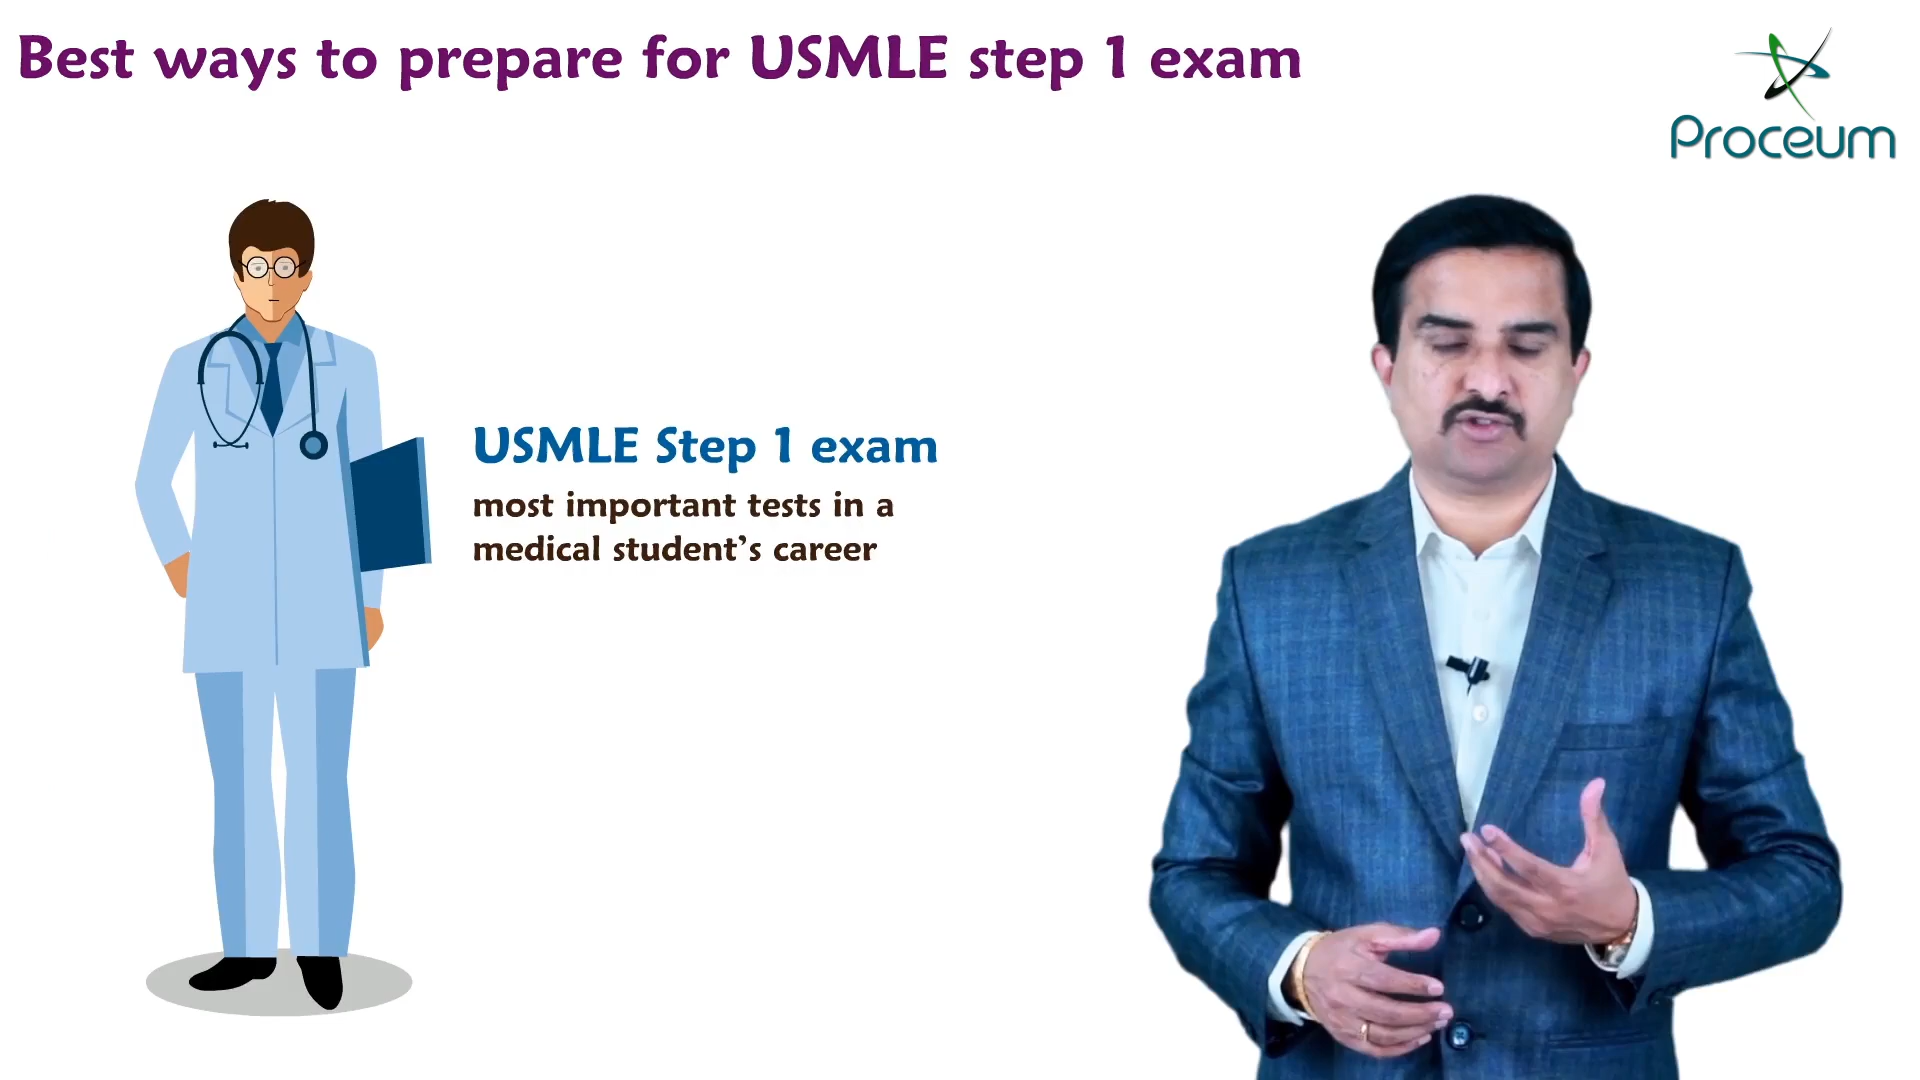 Best ways to prepare for USMLE step 1 exam
Proceum
USMLE Step 1 exam
most important tests in a
medical student's career